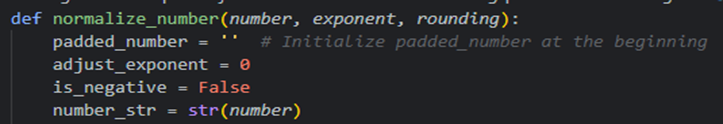 def normalize_number(number, exponent, rounding):
    padded_number = ''  # Initialize padded_number at the beginning
    adjust_exponent = 0
    is_negative = False
    number_str = str(number)